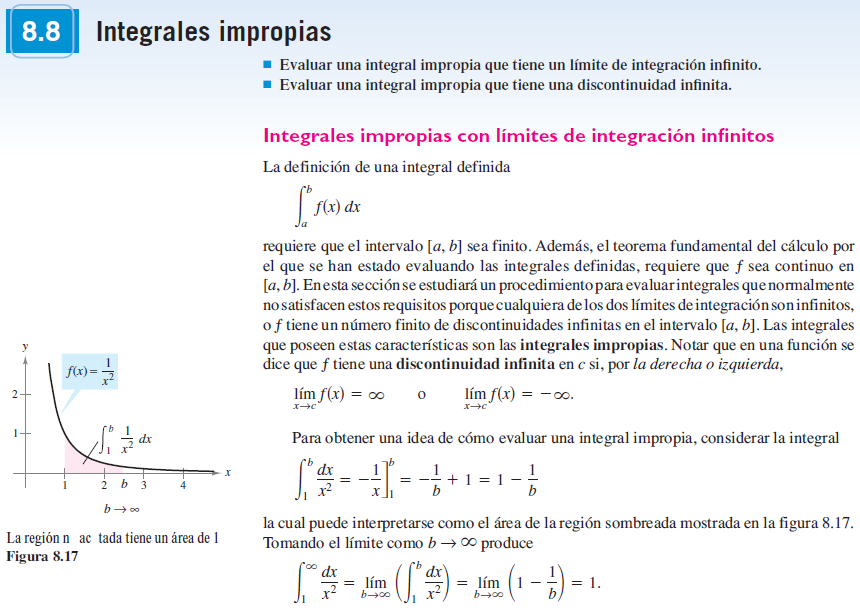 8.8 Integrales impropias
■ Evaluar una integral impropia que tiene un límite de integración infinito.
■ Evaluar una integral impropia que tiene una discontinuidad infinita.
Integrales impropias con límites de integración infinitos
La definición de una integral definida
∫_a^b f(x) dx
requiere que el intervalo [a, b] sea finito. Además, el teorema fundamental del cálculo por
el que se han estado evaluando las integrales definidas, requiere que f sea continuo en
[a, b]. En esta sección se estudiará un procedimiento para evaluar integrales que normalmente
no satisfacen estos requisitos porque cualquiera de los dos límites de integración son infinitos,
o f tiene un número finito de discontinuidades infinitas en el intervalo [a, b]. Las integrales
que poseen estas características son las integrales impropias. Notar que en una función se
dice que f tiene una discontinuidad infinita en c si, por la derecha o izquierda,
lím_{x→c} f(x) = ∞ o lím_{x→c} f(x) = −∞.
Para obtener una idea de cómo evaluar una integral impropia, considerar la integral
∫_1^b dx/x² = −1/x ]_1^b = −1/b + 1 = 1 − 1/b
la cual puede interpretarse como el área de la región sombreada mostrada en la figura 8.17.
Tomando el límite como b → ∞ produce
∫_1^∞ dx/x² = lím_{b→∞} (∫_1^b dx/x²) = lím_{b→∞} (1 − 1/b) = 1.
y
f(x) = 1/x²
2
1
∫_1^b 1/x² dx
x
1 2 b 3 4
b → ∞
La región n ac tada tiene un área de 1
Figura 8.17